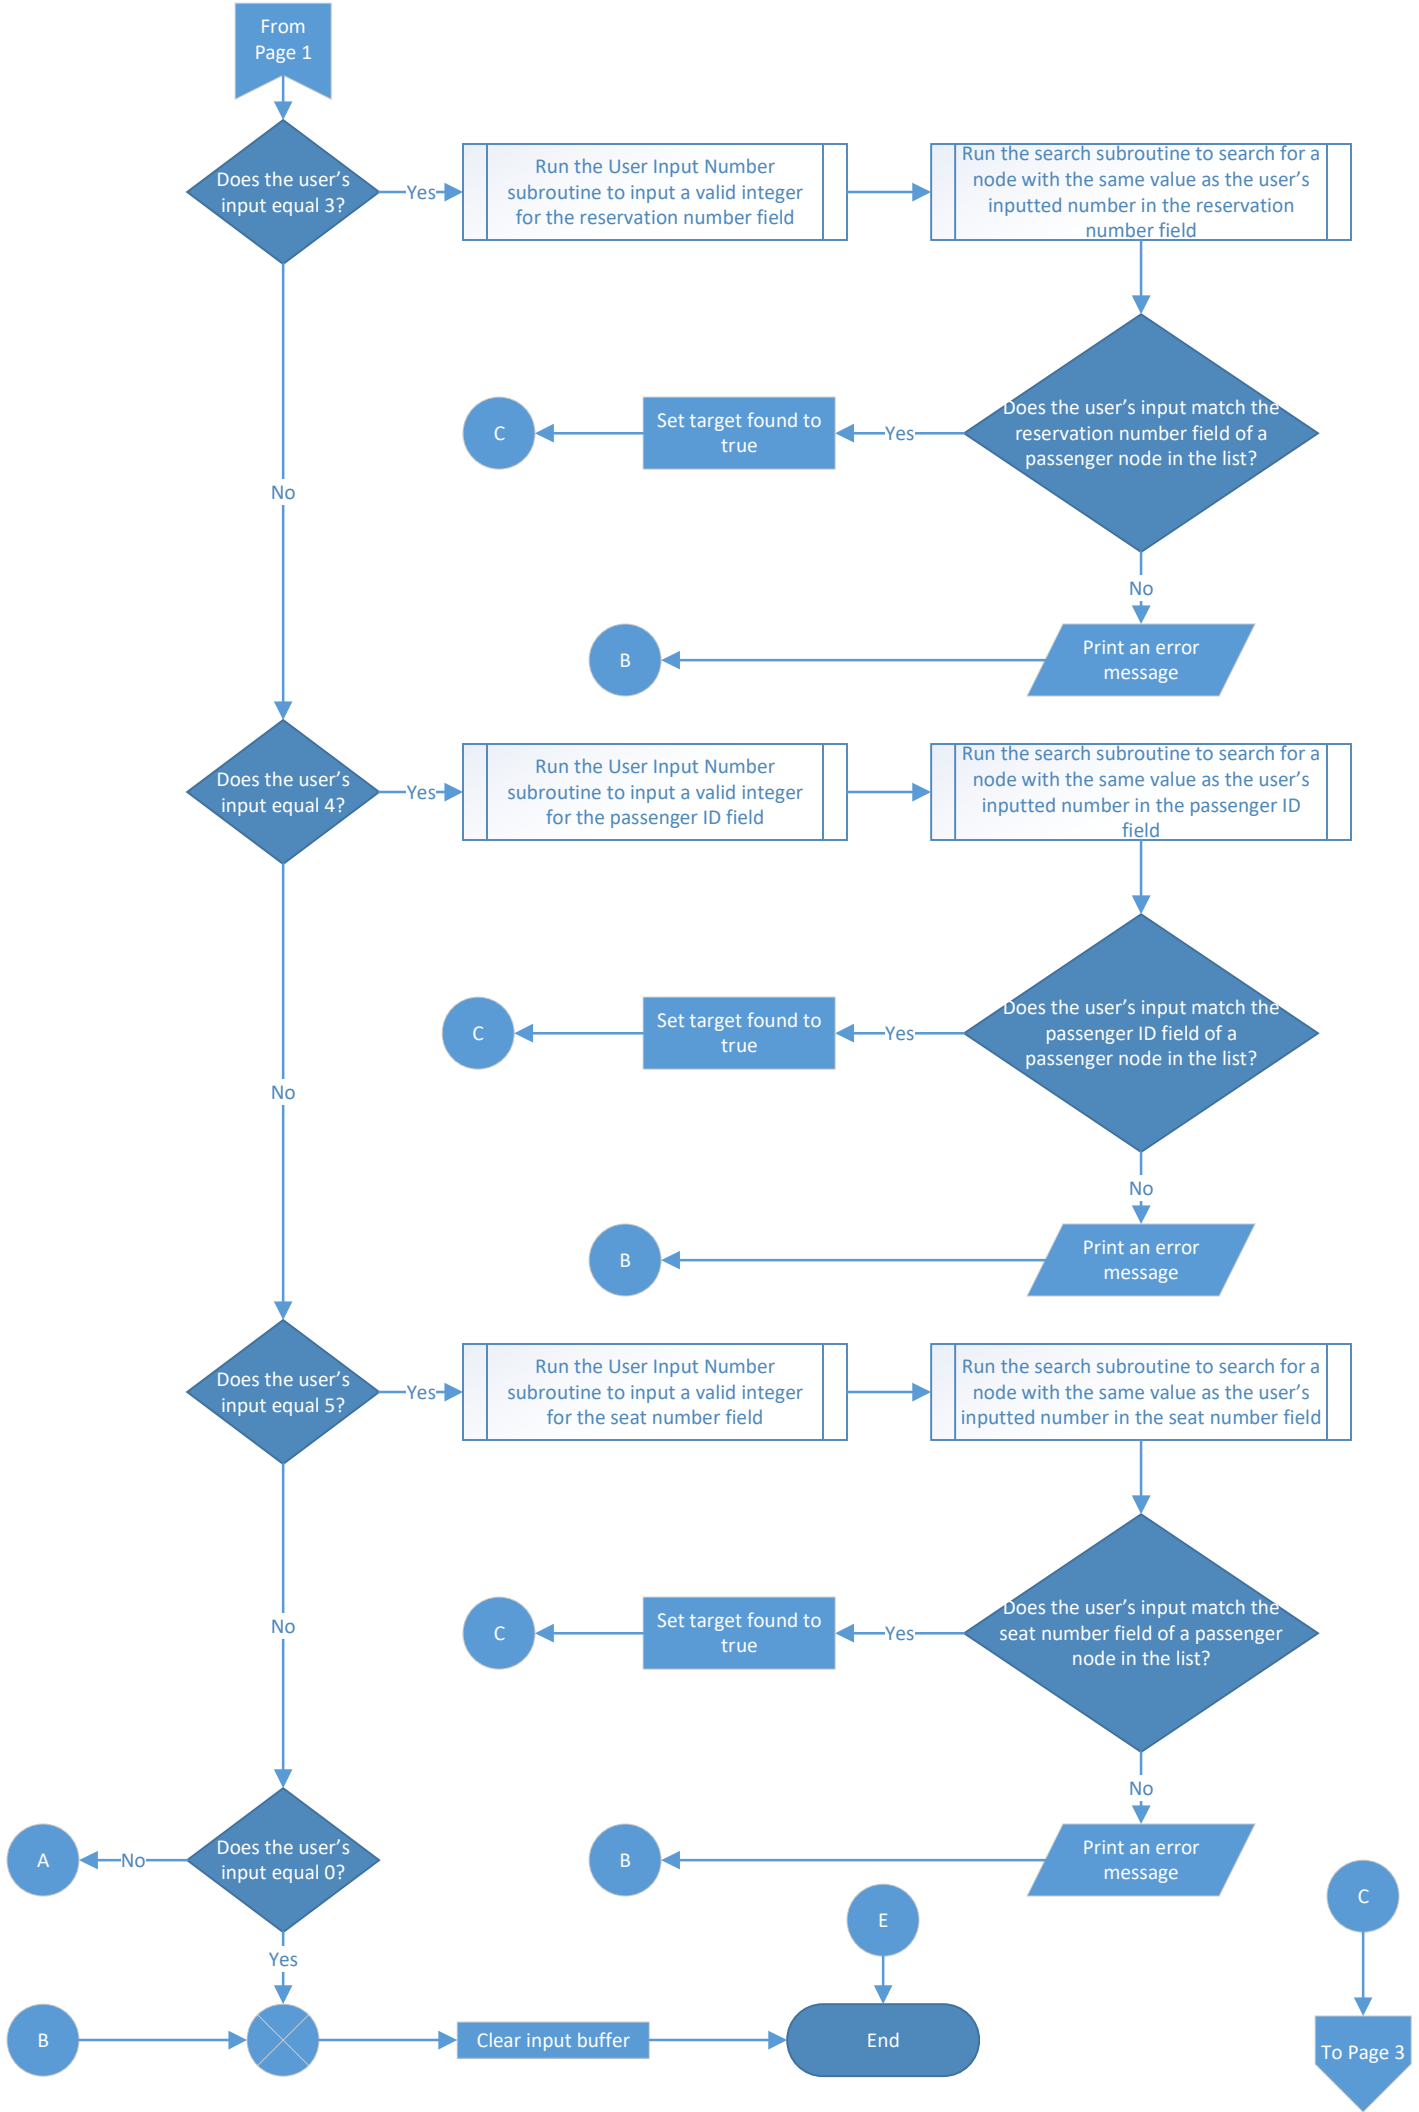 From
Page 1
Does the user's
input equal 3?
Yes
Run the User Input Number
subroutine to input a valid integer
for the reservation number field
Run the search subroutine to search for a
node with the same value as the user's
inputted number in the reservation
number field
Does the user's input match the
reservation number field of a
passenger node in the list?
Yes
Set target found to
true
C
No
No
Print an error
message
B
Does the user's
input equal 4?
Yes
Run the User Input Number
subroutine to input a valid integer
for the passenger ID field
Run the search subroutine to search for a
node with the same value as the user's
inputted number in the passenger ID
field
Does the user's input match the
passenger ID field of a
passenger node in the list?
Yes
Set target found to
true
C
No
No
Print an error
message
B
Does the user's
input equal 5?
Yes
Run the User Input Number
subroutine to input a valid integer
for the seat number field
Run the search subroutine to search for a
node with the same value as the user's
inputted number in the seat number field
Does the user's input match the
seat number field of a passenger
node in the list?
Yes
Set target found to
true
C
No
No
Print an error
message
B
Does the user's
input equal 0?
No
A
Yes
E
C
B
Clear input buffer
End
To Page 3